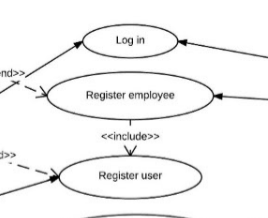 Log in
end>>
Register employee
<<include>>
d>>
Register user